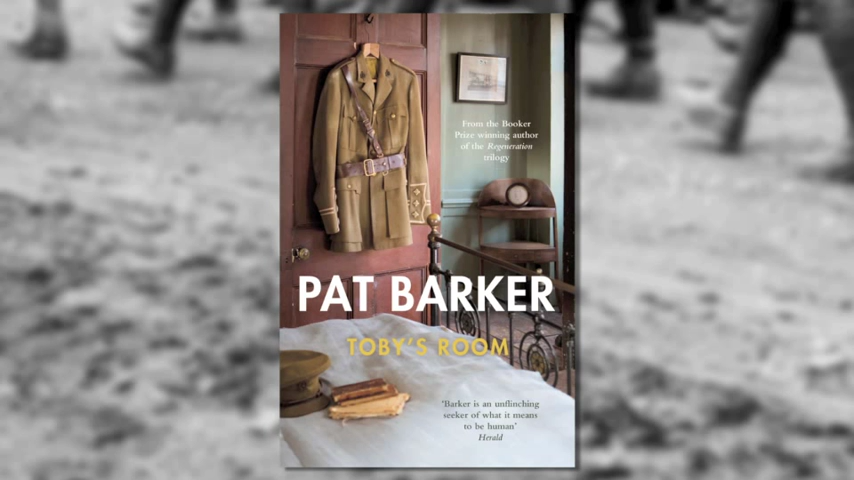 From the Booker
Prize winning author
of the Regeneration
trilogy
PAT BARKER
TOBY'S ROOM
'Barker is an unflinching
seeker of what it means
to be human'
Herald